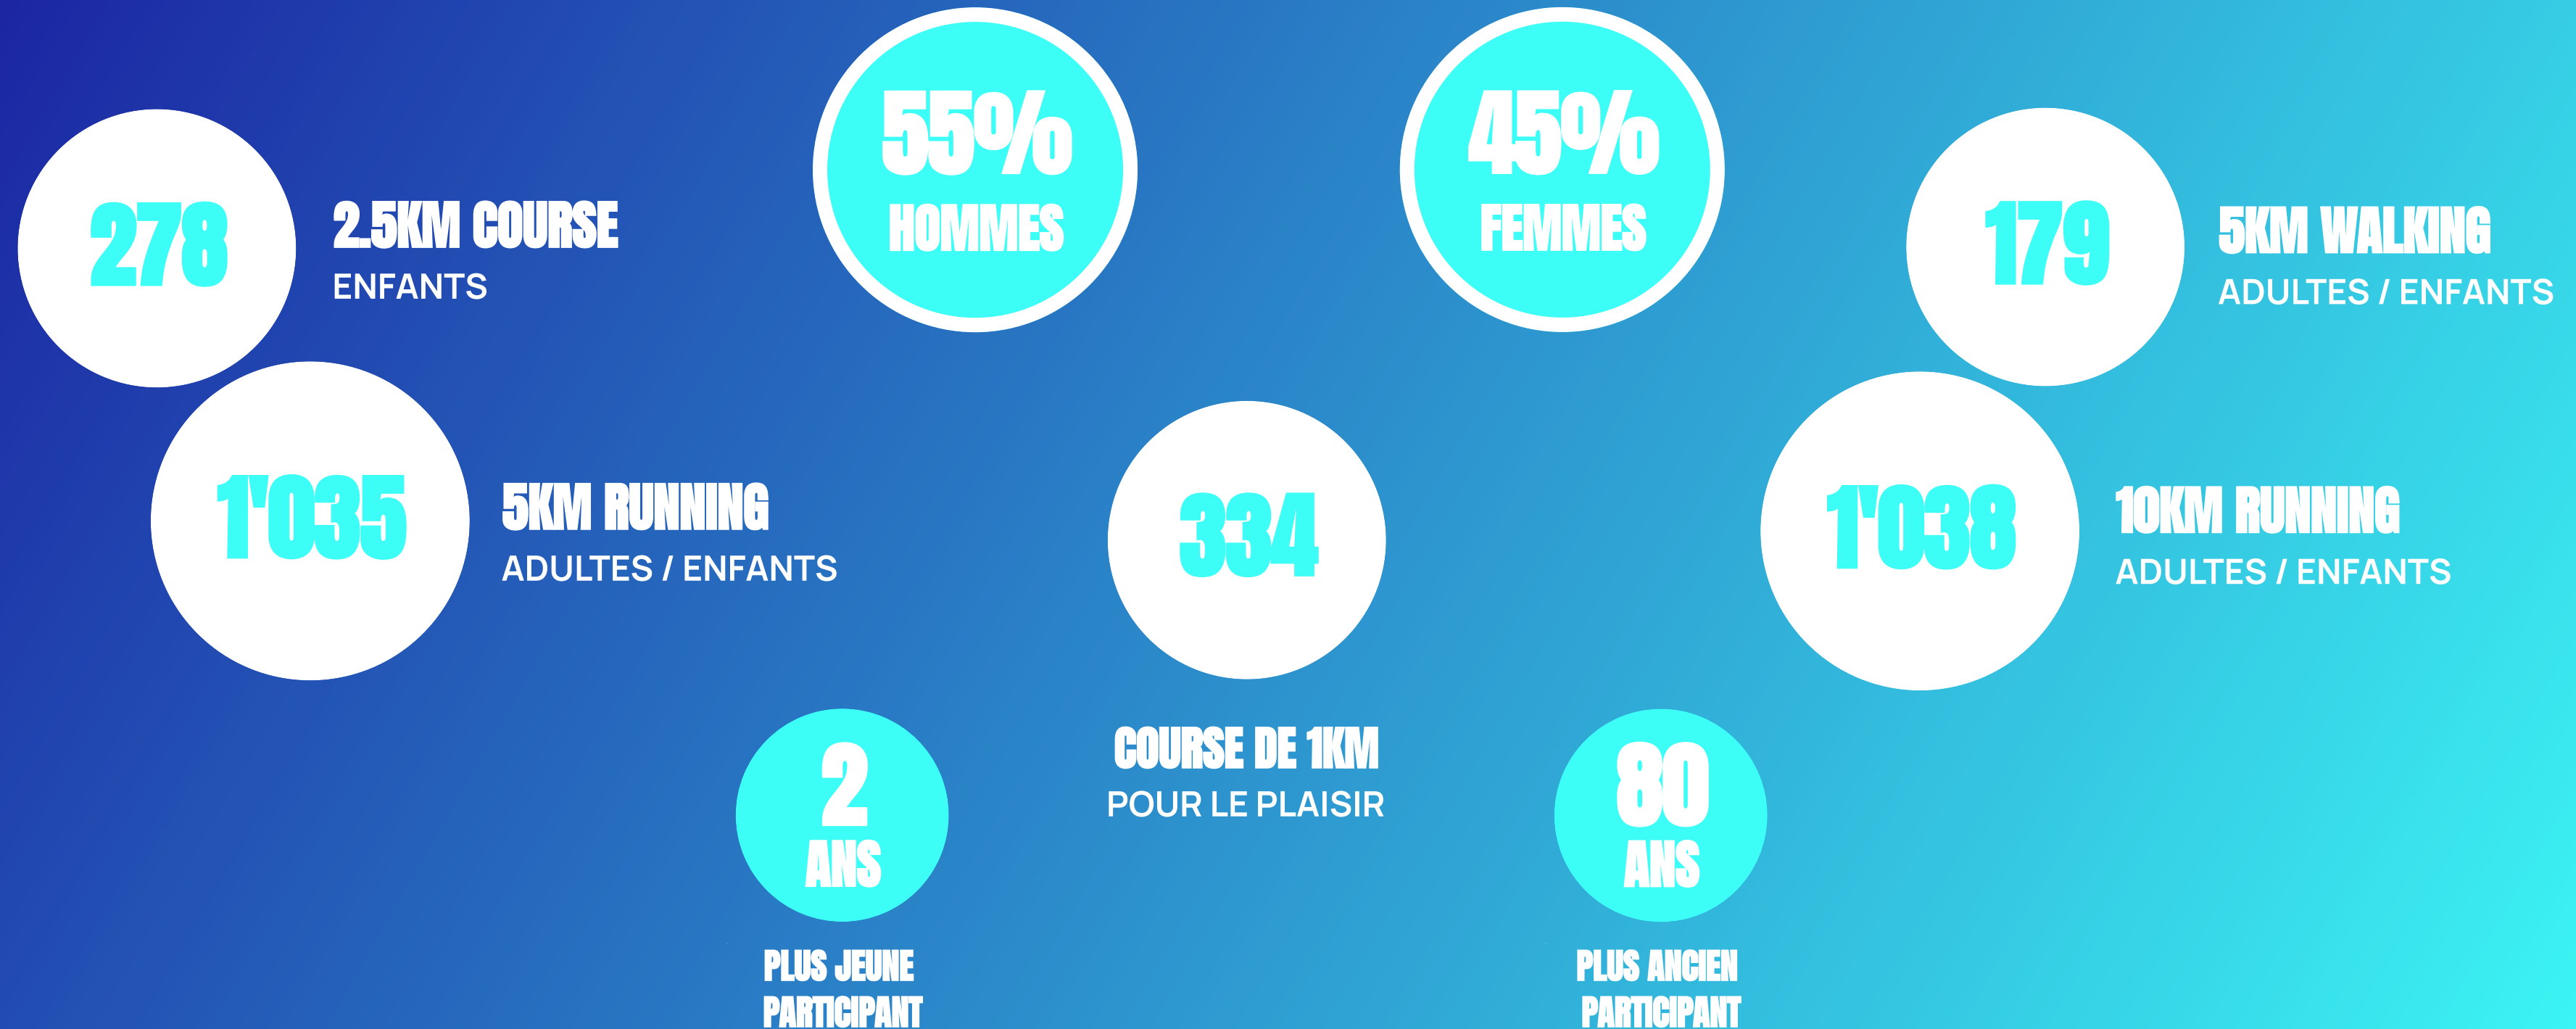 55%
HOMMES
45%
FEMMES
278
2.5KM COURSE
ENFANTS
179
5KM WALKING
ADULTES / ENFANTS
1'035
5KM RUNNING
ADULTES / ENFANTS
334
COURSE DE 1KM
POUR LE PLAISIR
1'038
10KM RUNNING
ADULTES / ENFANTS
2
ANS
PLUS JEUNE
PARTICIPANT
80
ANS
PLUS ANCIEN
PARTICIPANT